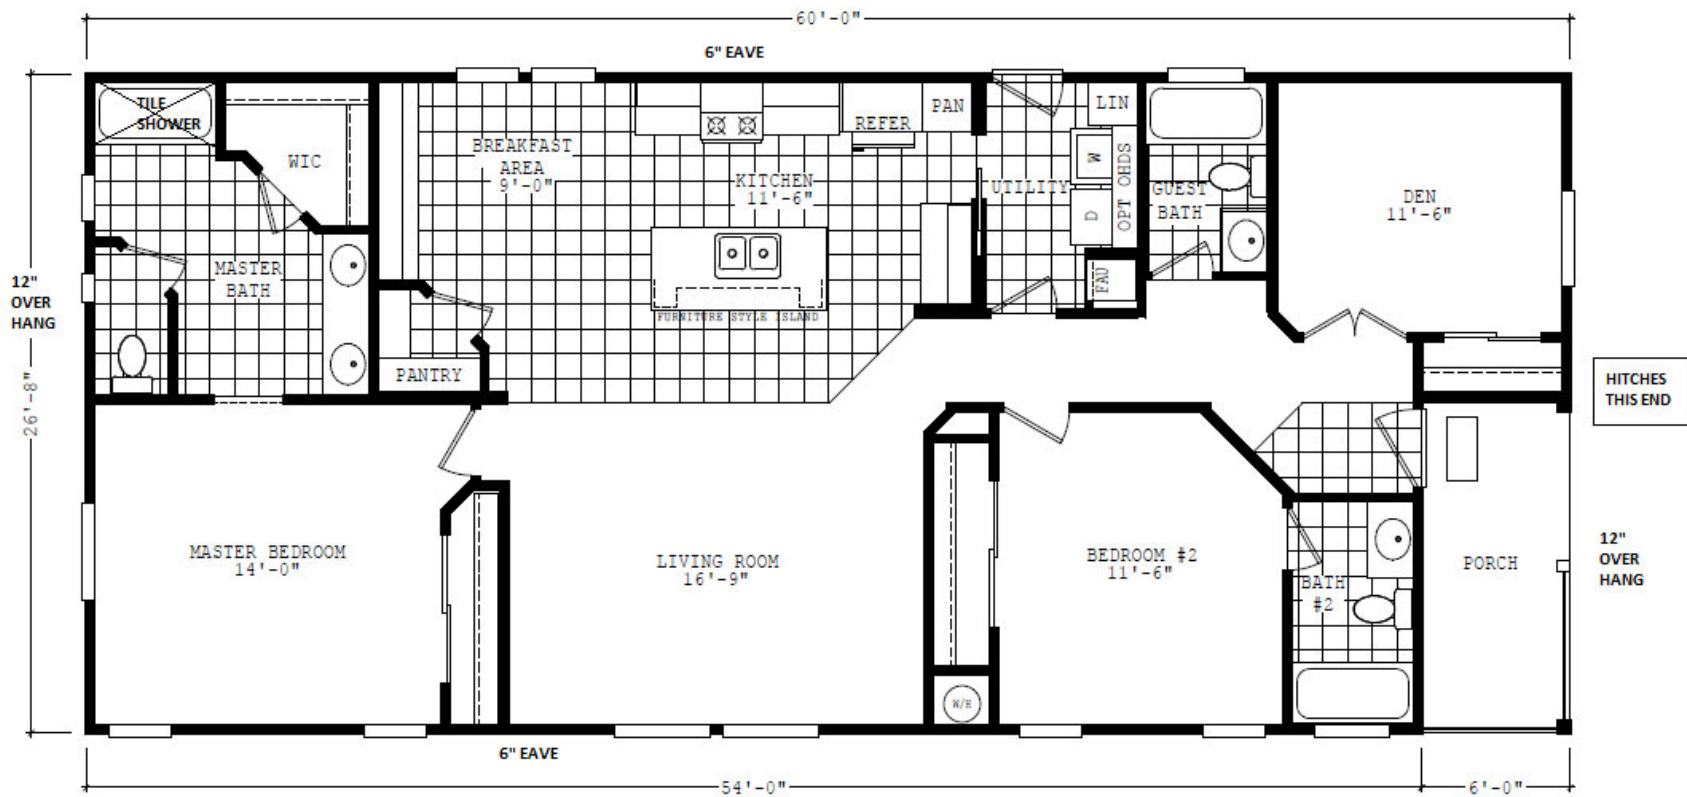 60'-0"
6" EAVE
TILE
SHOWER
WIC
BREAKFAST
AREA
9'-0"
KITCHEN
11'-6"
REFER
PAN
UTILITY
LIN
W
D
OPT OHDS
FAU
GUEST
BATH
DEN
11'-6"
MASTER
BATH
FURNITURE STYLE ISLAND
PANTRY
12"
OVER
HANG
26'-8"
HITCHES
THIS END
MASTER BEDROOM
14'-0"
LIVING ROOM
16'-9"
BEDROOM #2
11'-6"
BATH
#2
PORCH
12"
OVER
HANG
W/H
6" EAVE
54'-0"
6'-0"